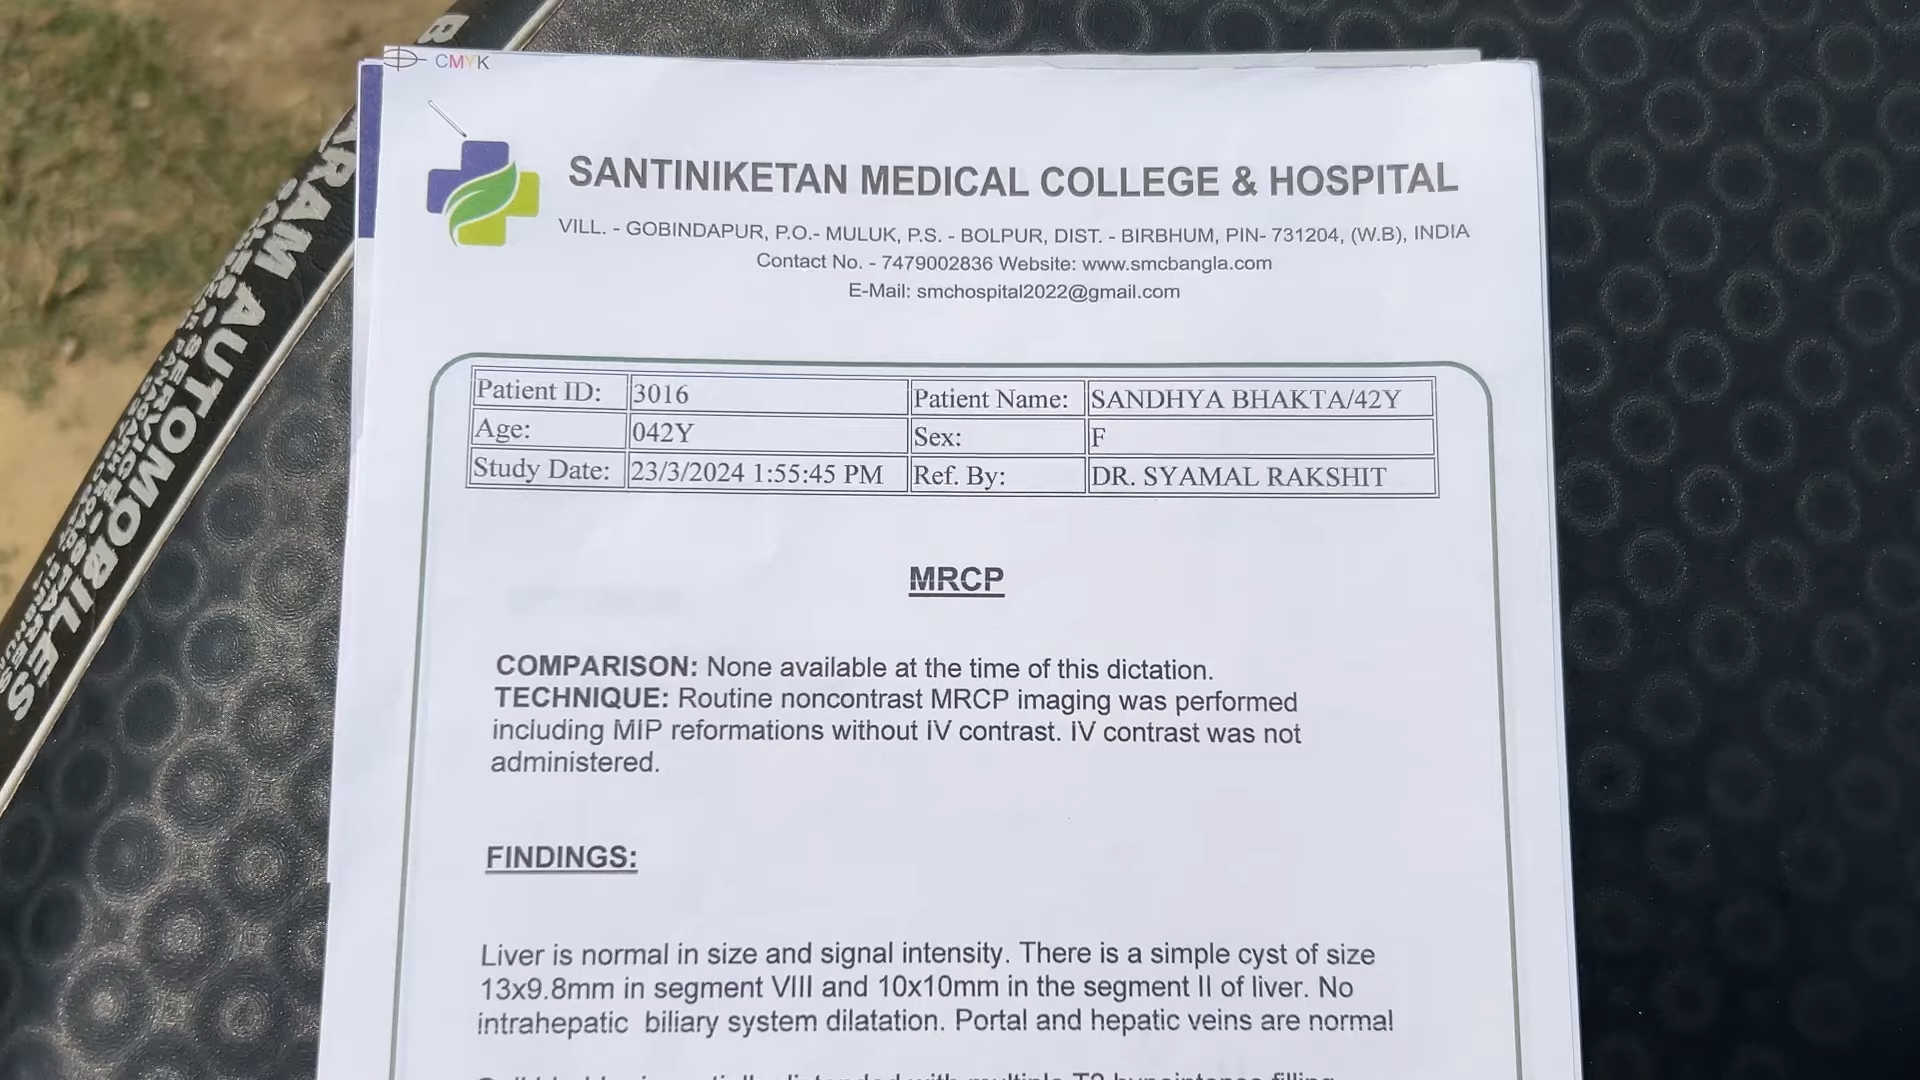 CMYK
SANTINIKETAN MEDICAL COLLEGE & HOSPITAL
VILL. - GOBINDAPUR, P.O.- MULUK, P.S. - BOLPUR, DIST. - BIRBHUM, PIN- 731204, (W.B), INDIA
Contact No. - 7479002836 Website: www.smcbangla.com
E-Mail: smchospital2022@gmail.com
Patient ID: 3016 Patient Name: SANDHYA BHAKTA/42Y
Age: 042Y Sex: F
Study Date: 23/3/2024 1:55:45 PM Ref. By: DR. SYAMAL RAKSHIT
MRCP
COMPARISON: None available at the time of this dictation.
TECHNIQUE: Routine noncontrast MRCP imaging was performed
including MIP reformations without IV contrast. IV contrast was not
administered.
FINDINGS:
Liver is normal in size and signal intensity. There is a simple cyst of size
13x9.8mm in segment VIII and 10x10mm in the segment II of liver. No
intrahepatic biliary system dilatation. Portal and hepatic veins are normal
AUTOMOBILES